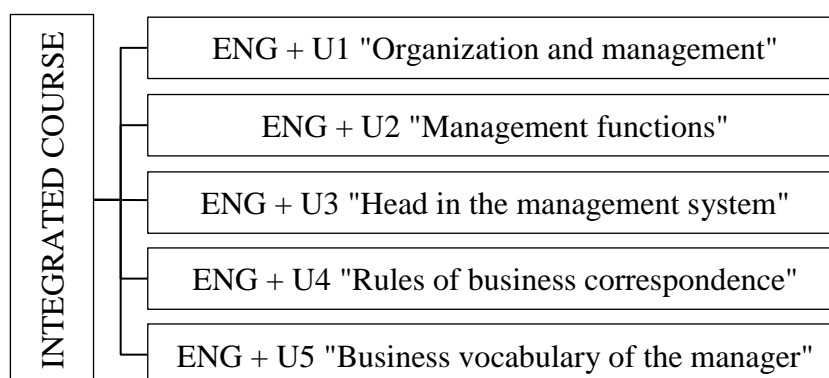 INTEGRATED COURSE
ENG + U1 "Organization and management"
ENG + U2 "Management functions"
ENG + U3 "Head in the management system"
ENG + U4 "Rules of business correspondence"
ENG + U5 "Business vocabulary of the manager"